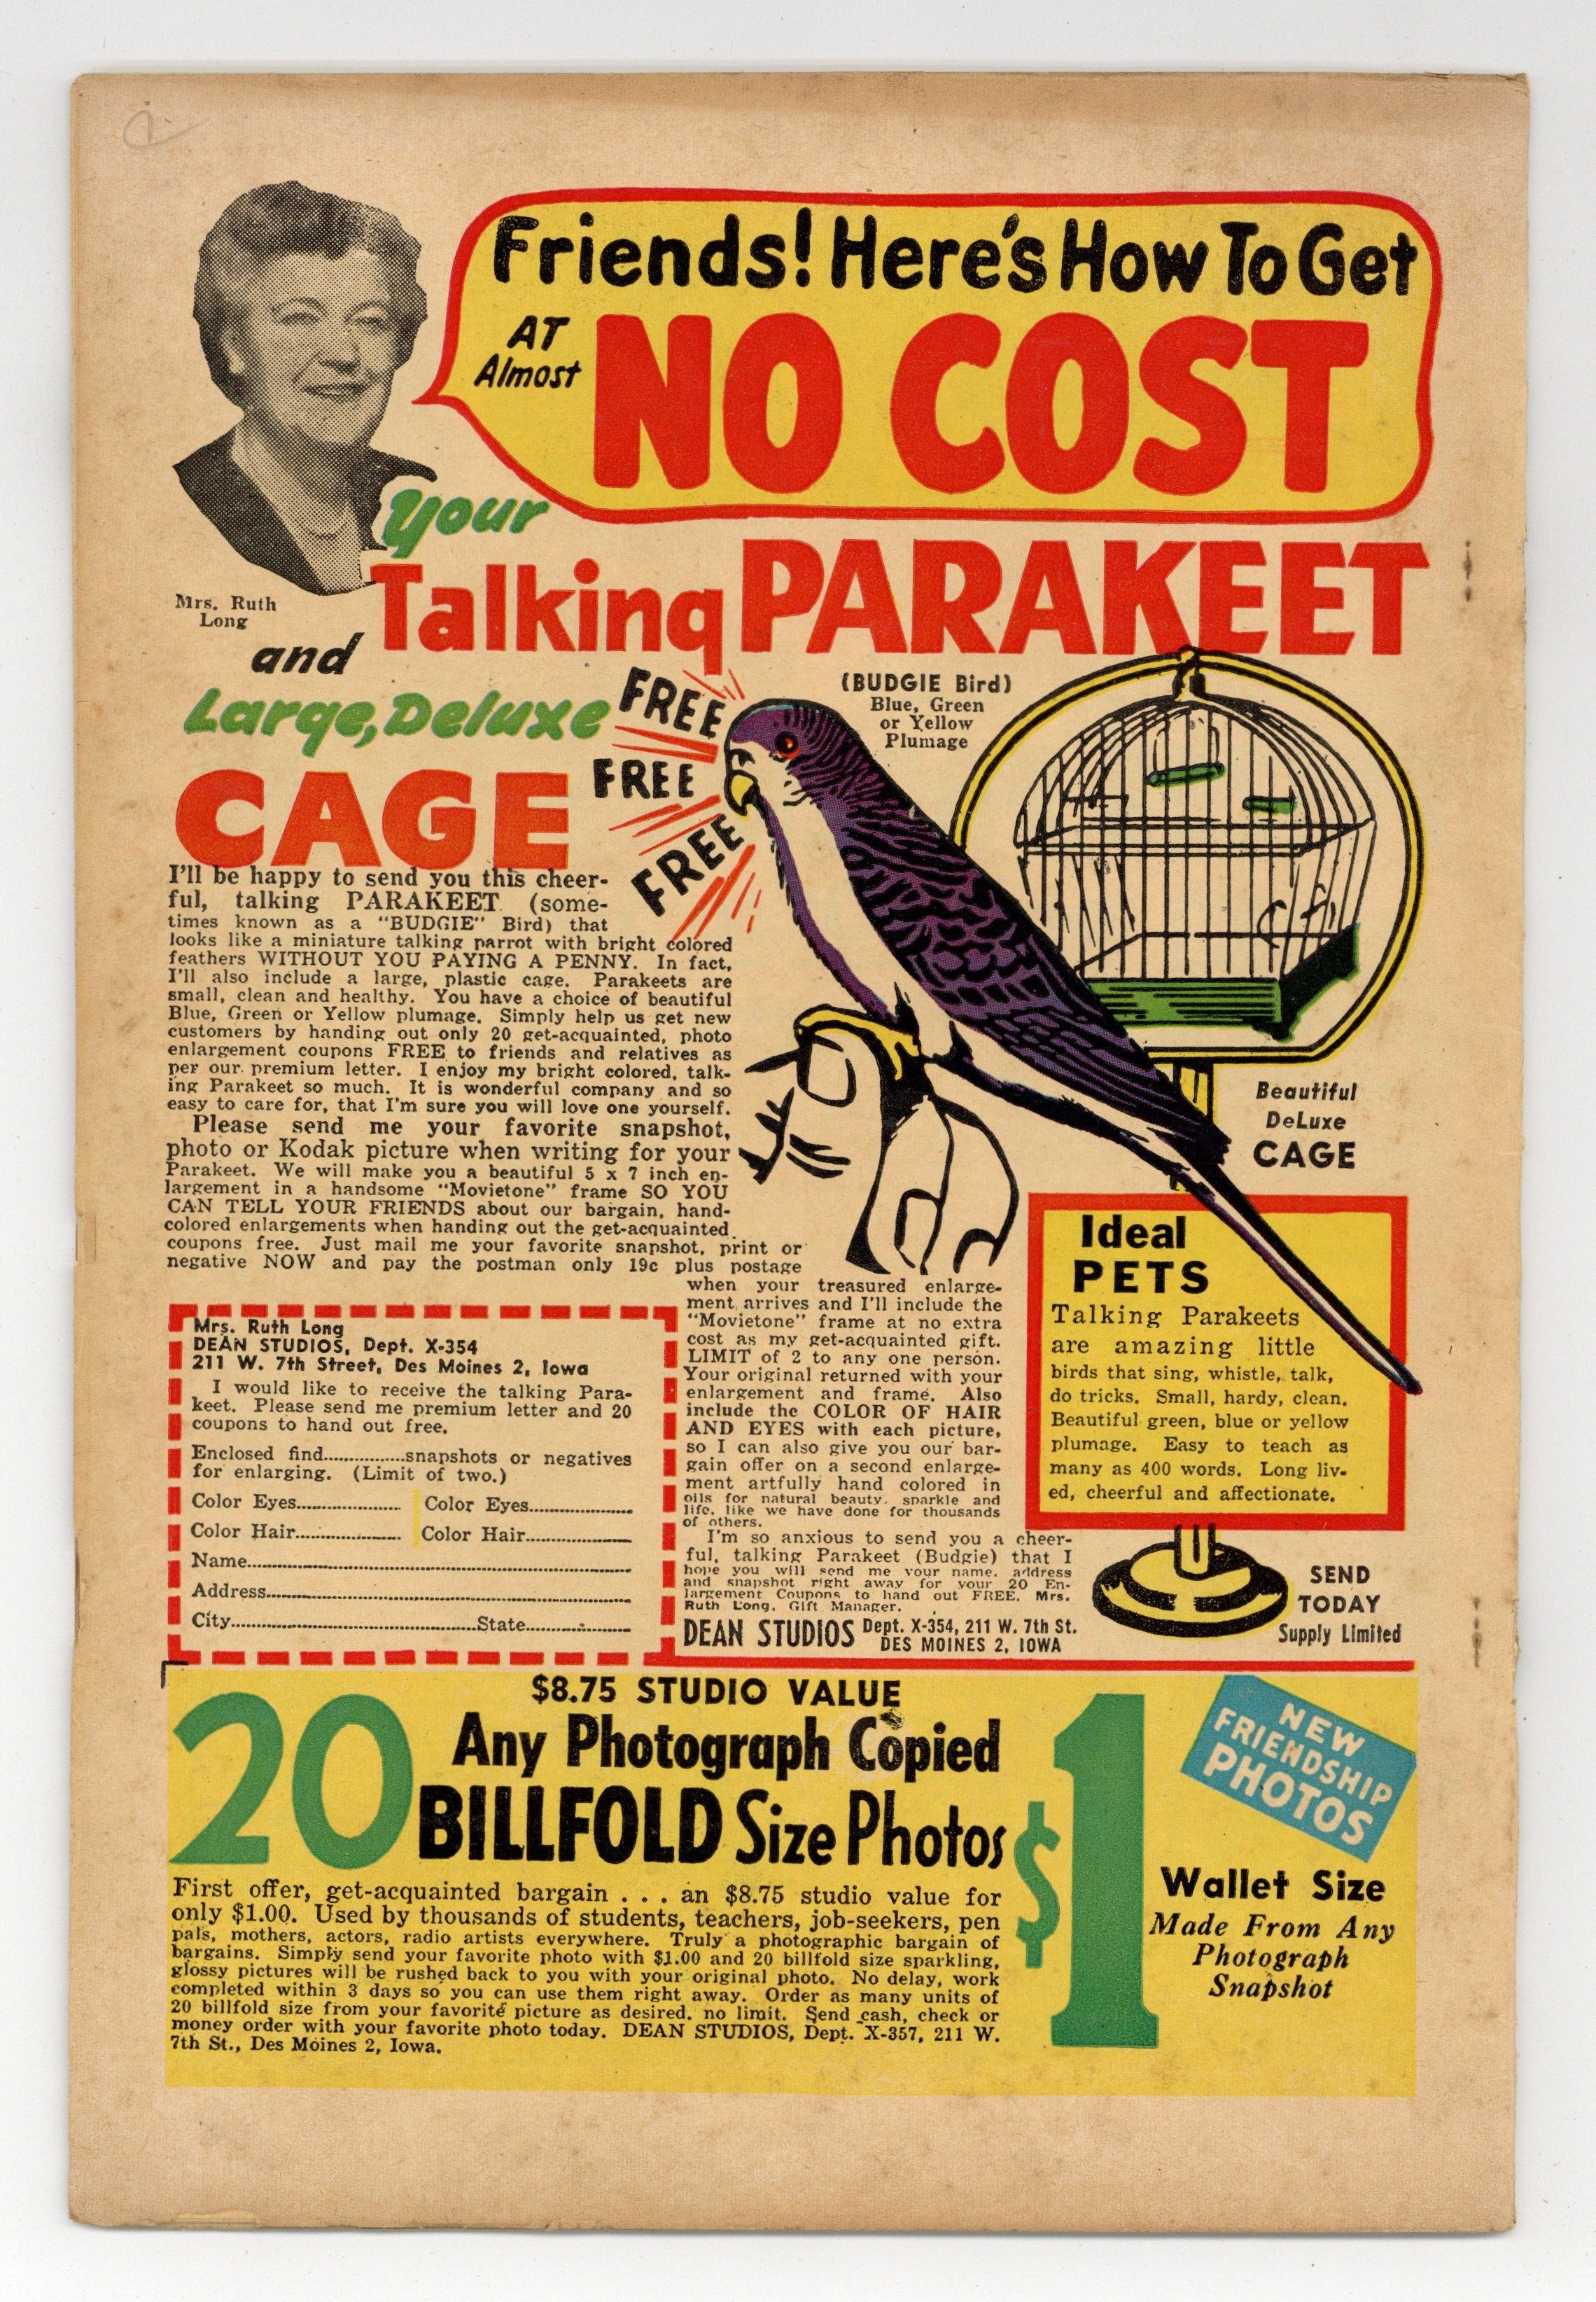 Friends! Here's How To Get
AT
Almost
NO COST
Your
Talking PARAKEET
Mrs. Ruth
Long
and
Large, Deluxe
CAGE
FREE
FREE
FREE
(BUDGIE Bird)
Blue, Green
or Yellow
Plumage
I'll be happy to send you this cheer-
ful, talking PARAKEET (some-
times known as a "BUDGIE" Bird) that
looks like a miniature talking parrot with bright colored
feathers WITHOUT YOU PAYING A PENNY. In fact,
I'll also include a large, plastic cage. Parakeets are
small, clean and healthy. You have a choice of beautiful
Blue, Green or Yellow plumage. Simply help us get new
customers by handing out only 20 get-acquainted, photo
enlargement coupons FREE to friends and relatives as
per our premium letter. I enjoy my bright colored, talk-
ing Parakeet so much. It is wonderful company and so
easy to care for, that I'm sure you will love one yourself.
Please send me your favorite snapshot,
photo or Kodak picture when writing for your
Parakeet. We will make you a beautiful 5 x 7 inch en-
largement in a handsome "Movietone" frame SO YOU
CAN TELL YOUR FRIENDS about our bargain, hand-
colored enlargements when handing out the get-acquainted
coupons free. Just mail me your favorite snapshot, print or
negative NOW and pay the postman only 19c plus postage
when your treasured enlarge-
ment arrives and I'll include the
"Movietone" frame at no extra
cost as my get-acquainted gift.
LIMIT of 2 to any one person.
Your original returned with your
enlargement and frame. Also
include the COLOR OF HAIR
AND EYES with each picture,
so I can also give you our bar-
gain offer on a second enlarge-
ment artfully hand colored in
oils for natural beauty, sparkle and
life, like we have done for thousands
of others.
I'm so anxious to send you a cheer-
ful, talking Parakeet (Budgie) that I
hope you will send me your name, address
and snapshot right away for your 20 En-
largement Coupons to hand out FREE. Mrs.
Ruth Long, Gift Manager.
DEAN STUDIOS Dept. X-354, 211 W. 7th St.
DES MOINES 2, IOWA
Mrs. Ruth Long
DEAN STUDIOS, Dept. X-354
211 W. 7th Street, Des Moines 2, Iowa
I would like to receive the talking Para-
keet. Please send me premium letter and 20
coupons to hand out free.
Enclosed find................snapshots or negatives
for enlarging. (Limit of two.)
Color Eyes.................... Color Eyes....................
Color Hair.................... Color Hair....................
Name....................
Address....................
City....................State....................
Beautiful
DeLuxe
CAGE
Ideal
PETS
Talking Parakeets
are amazing little
birds that sing, whistle, talk,
do tricks. Small, hardy, clean.
Beautiful green, blue or yellow
plumage. Easy to teach as
many as 400 words. Long liv-
ed, cheerful and affectionate.
SEND
TODAY
Supply Limited
20
$8.75 STUDIO VALUE
Any Photograph Copied
BILLFOLD Size Photos
$1
NEW
FRIENDSHIP
PHOTOS
Wallet Size
Made From Any
Photograph
Snapshot
First offer, get-acquainted bargain . . . an $8.75 studio value for
only $1.00. Used by thousands of students, teachers, job-seekers, pen
pals, mothers, actors, radio artists everywhere. Truly a photographic bargain of
bargains. Simply send your favorite photo with $1.00 and 20 billfold size sparkling,
glossy pictures will be rushed back to you with your original photo. No delay, work
completed within 3 days so you can use them right away. Order as many units of
20 billfold size from your favorite picture as desired, no limit. Send cash, check or
money order with your favorite photo today. DEAN STUDIOS, Dept. X-357, 211 W.
7th St., Des Moines 2, Iowa.